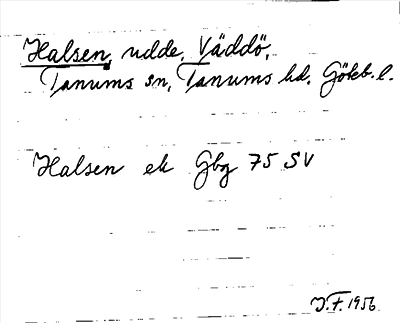 Halsen, udde, Väddö,
Tanums sn, Tanums hd. Göteb. l.
Halsen ek Gbg 75 SV
J.F. 1956